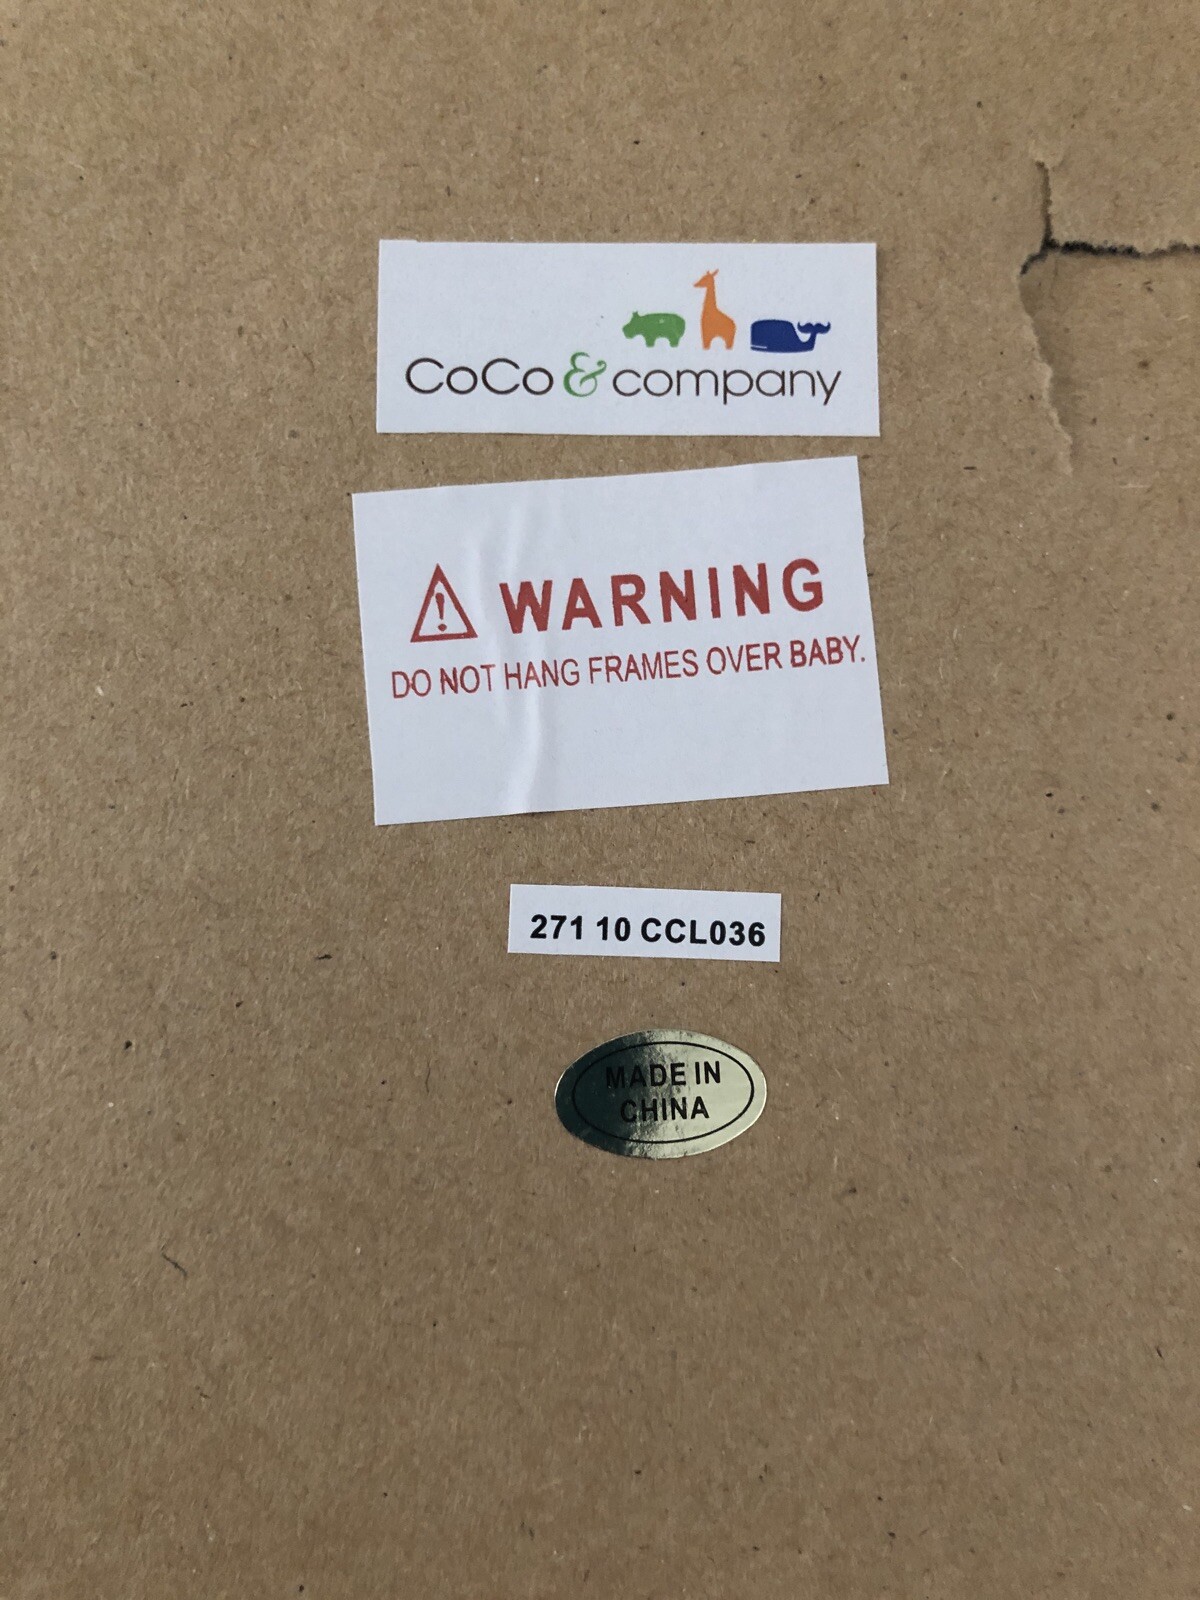 CoCo & company
WARNING
DO NOT HANG FRAMES OVER BABY.
271 10 CCL036
MADE IN
CHINA